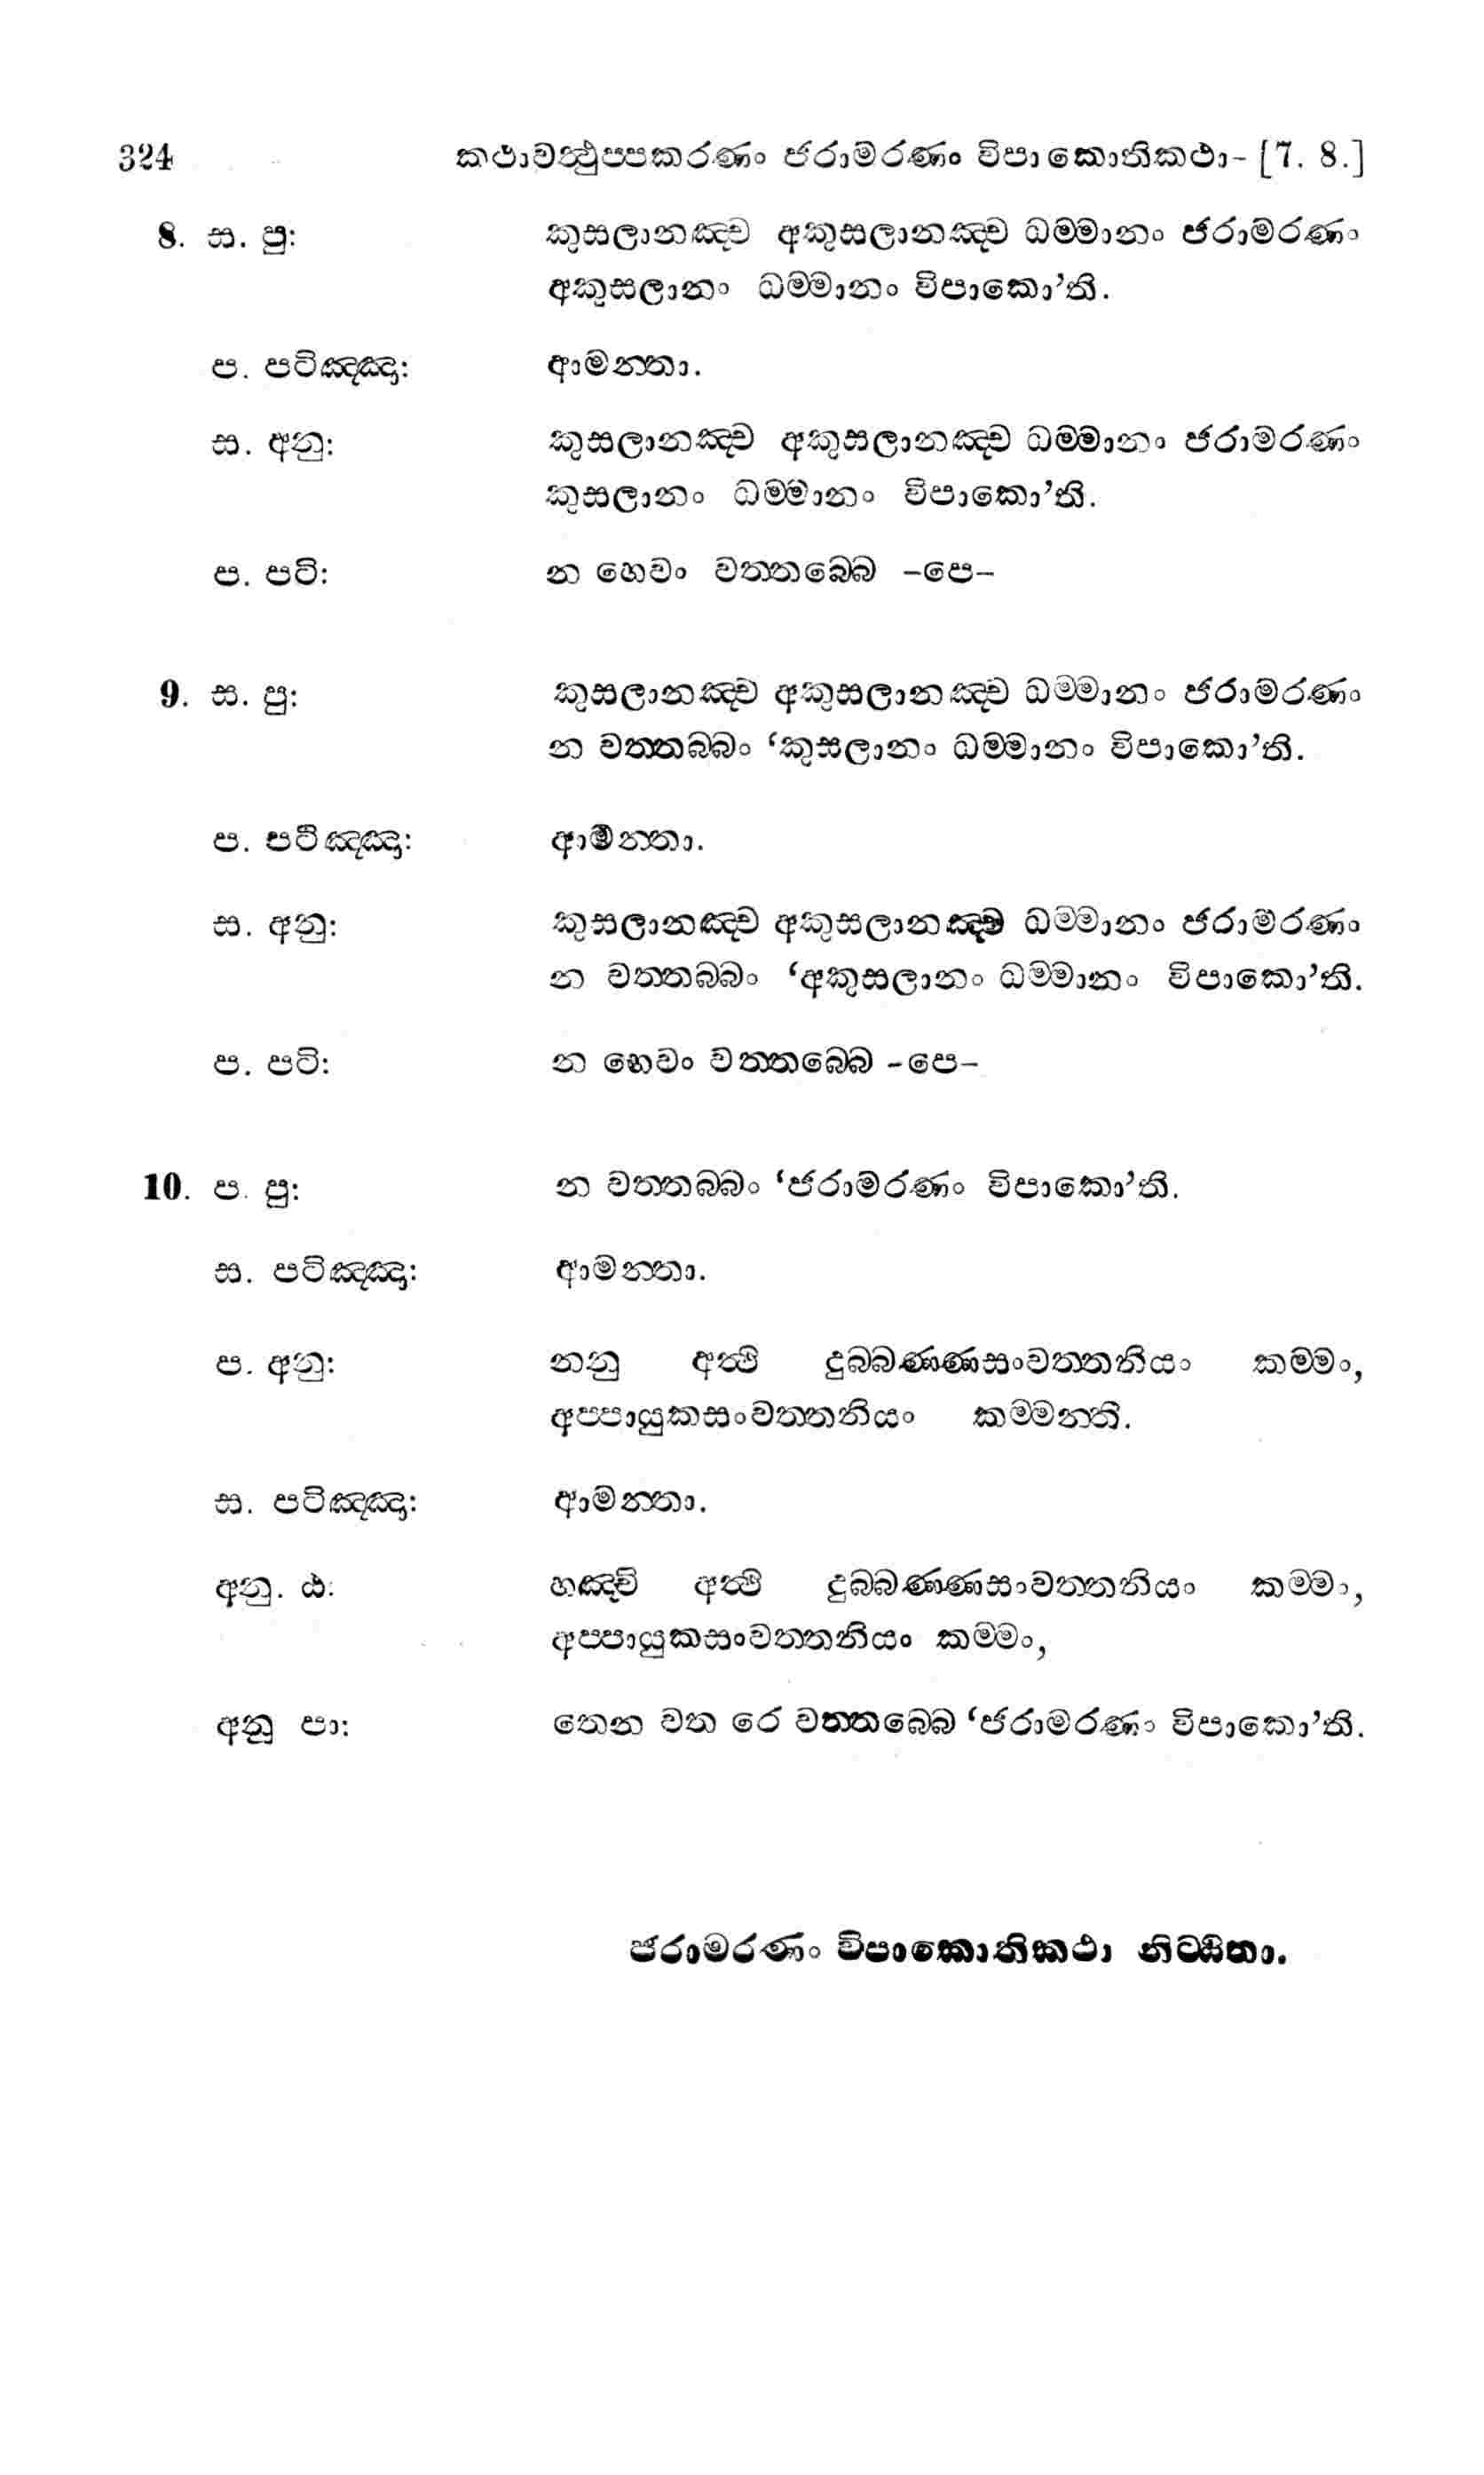 324 කථාවත්‍ථුප්පකරණං ජරාමරණං විපාකොතිකථා- [7. 8.]
8. ස. පු: කුසලානඤ්ච අකුසලානඤ්ච ධම්මානං ජරාමරණං
අකුසලානං ධම්මානං විපාකො’ති.
ප. පටිඤ්ඤා: ආමන්තා.
ස. අනු: කුසලානඤ්ච අකුසලානඤ්ච ධම්මානං ජරාමරණං
කුසලානං ධම්මානං විපාකො’ති.
ප. පටි: න හෙවං වත්තබ්බෙ -පෙ-
9. ස. පු: කුසලානඤ්ච අකුසලානඤ්ච ධම්මානං ජරාමරණං
න වත්තබ්බං ‘කුසලානං ධම්මානං විපාකො’ති.
ප. පටිඤ්ඤා: ආමන්තා.
ස. අනු: කුසලානඤ්ච අකුසලානඤ්ච ධම්මානං ජරාමරණං
න වත්තබ්බං ‘අකුසලානං ධම්මානං විපාකො’ති.
ප. පටි: න හෙවං වත්තබ්බෙ -පෙ-
10. ප. පු: න වත්තබ්බං ‘ජරාමරණං විපාකො’ති.
ස. පටිඤ්ඤා: ආමන්තා.
ප. අනු: නනු අත්‍ථි දුබ්බණ්ණසංවත්තනියං කම්මං,
අප්පායුකසංවත්තනියං කම්මන්ති.
ස. පටිඤ්ඤා: ආමන්තා.
අනු. ඨ: හඤ්චි අත්‍ථි දුබ්බණ්ණසංවත්තනියං කම්මං,
අප්පායුකසංවත්තනියං කම්මං,
අනු පා: තෙන වත රෙ වත්තබ්බෙ ‘ජරාමරණං විපාකො’ති.
ජරාමරණං විපාකොතිකථා නිට්ඨිතා.